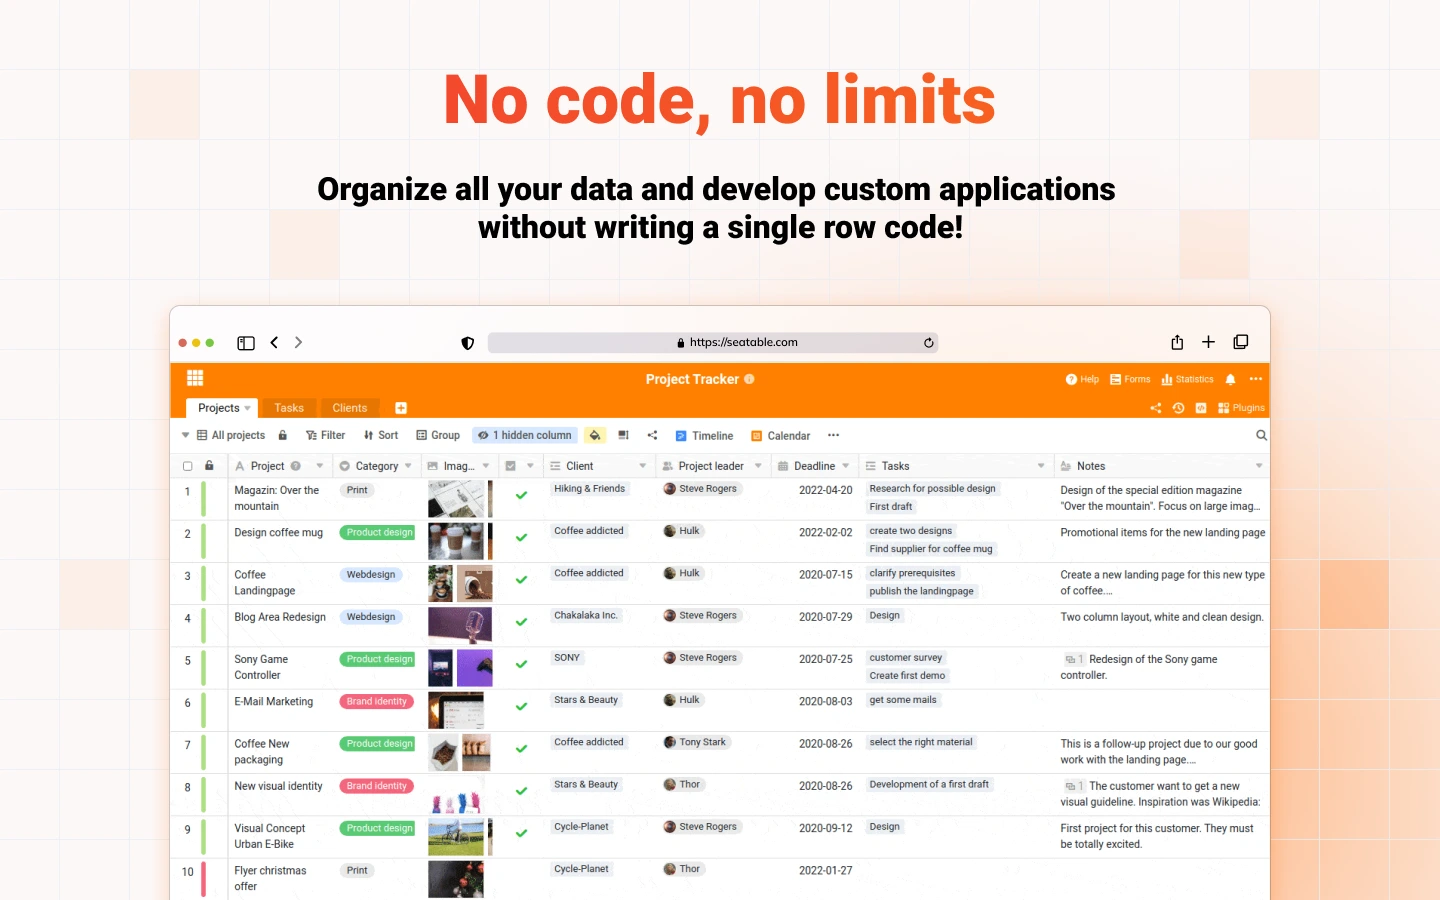 No code, no limits
Organize all your data and develop custom applications
without writing a single row code!
https://seatable.com
Project Tracker
Help Forms Statistics
Projects Tasks Clients
Plugins
All projects Filter Sort Group 1 hidden column Timeline Calendar
Project Category Imag... Client Project leader Deadline Tasks Notes
1 Magazin: Over the mountain Print Hiking & Friends Steve Rogers 2022-04-20 Research for possible design First draft Design of the special edition magazine "Over the mountain". Focus on large imag...
2 Design coffee mug Product design Coffee addicted Hulk 2022-02-02 create two designs Find supplier for coffee mug Promotional items for the new landing page
3 Coffee Landingpage Webdesign Coffee addicted Hulk 2020-07-15 clarify prerequisites publish the landingpage Create a new landing page for this new type of coffee....
4 Blog Area Redesign Webdesign Chakalaka Inc. Steve Rogers 2020-07-29 Design Two column layout, white and clean design.
5 Sony Game Controller Product design SONY Steve Rogers 2020-07-25 customer survey Create first demo 1 Redesign of the Sony game controller.
6 E-Mail Marketing Brand identity Stars & Beauty Hulk 2020-08-03 get some mails
7 Coffee New packaging Product design Coffee addicted Tony Stark 2020-08-26 select the right material This is a follow-up project due to our good work with the landing page....
8 New visual identity Brand identity Stars & Beauty Thor 2020-08-26 Development of a first draft 1 The customer want to get a new visual guideline. Inspiration was Wikipedia:
9 Visual Concept Urban E-Bike Product design Cycle-Planet Steve Rogers 2020-09-12 Design First project for this customer. They must be totally excited.
10 Flyer christmas offer Print Cycle-Planet Thor 2022-01-27